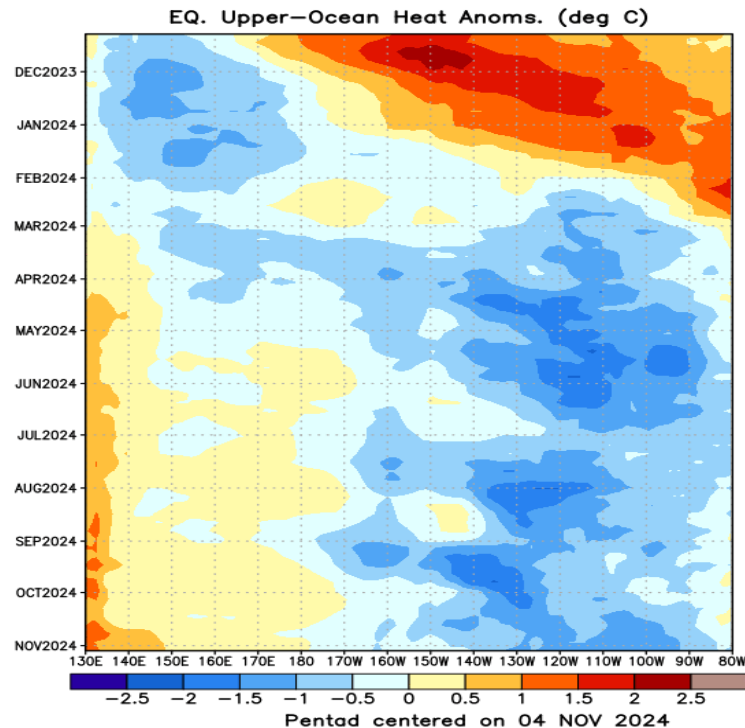 EQ. Upper-Ocean Heat Anoms. (deg C)
DEC2023
JAN2024
FEB2024
MAR2024
APR2024
MAY2024
JUN2024
JUL2024
AUG2024
SEP2024
OCT2024
NOV2024
130E 140E 150E 160E 170E 180 170W 160W 150W 140W 130W 120W 110W 100W 90W 80W
-2.5 -2 -1.5 -1 -0.5 0 0.5 1 1.5 2 2.5
Pentad centered on 04 NOV 2024